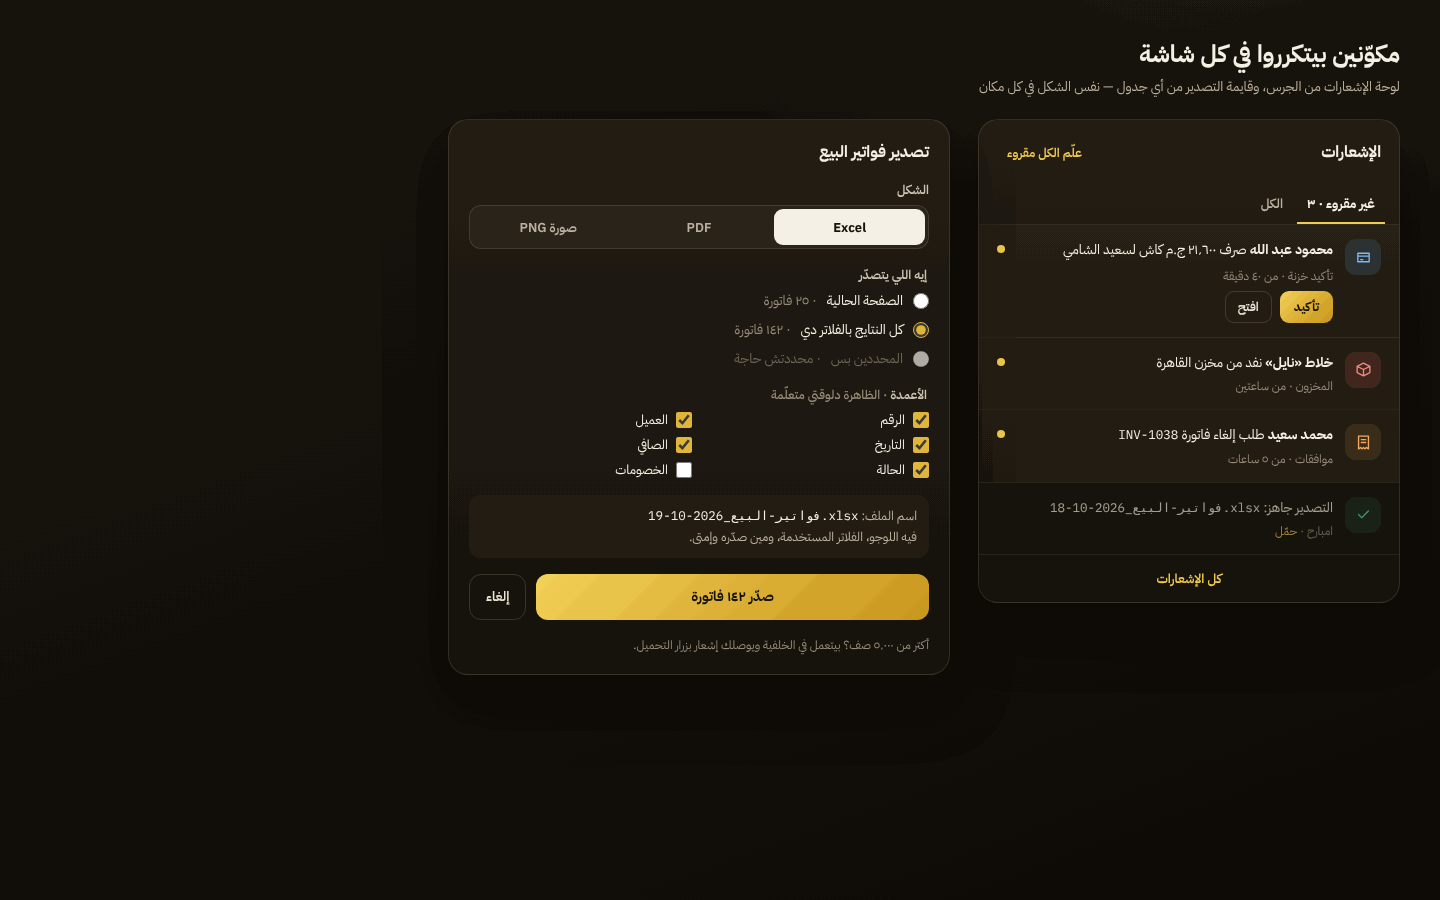 مكوّنين بيتكرروا في كل شاشة
لوحة الإشعارات من الجرس، وقايمة التصدير من أي جدول — نفس الشكل في كل مكان
الإشعارات
علّم الكل مقروء
غير مقروء · ٣
الكل
محمود عبد الله صرف ٢١,٦٠٠ ج.م كاش لسعيد الشامي
تأكيد خزنة · من ٤٠ دقيقة
تأكيد
افتح
خلاط «نايل» نفد من مخزن القاهرة
المخزون · من ساعتين
محمد سعيد طلب إلغاء فاتورة INV-1038
موافقات · من ٥ ساعات
التصدير جاهز: فواتير-البيع_2026-10-18.xlsx
امبارح · حمّل
كل الإشعارات
تصدير فواتير البيع
الشكل
Excel
PDF
صورة PNG
إيه اللي يتصدّر
الصفحة الحالية · ٢٥ فاتورة
كل النتايج بالفلاتر دي · ١٤٢ فاتورة
المحددين بس · محددتش حاجة
الأعمدة · الظاهرة دلوقتي متعلّمة
الرقم
العميل
التاريخ
الصافي
الحالة
الخصومات
اسم الملف: فواتير-البيع_2026-10-19.xlsx
فيه اللوجو، الفلاتر المستخدمة، ومين صدّره وإمتى.
صدّر ١٤٢ فاتورة
إلغاء
أكتر من ٥,٠٠٠ صف؟ بيتعمل في الخلفية ويوصلك إشعار بزرار التحميل.